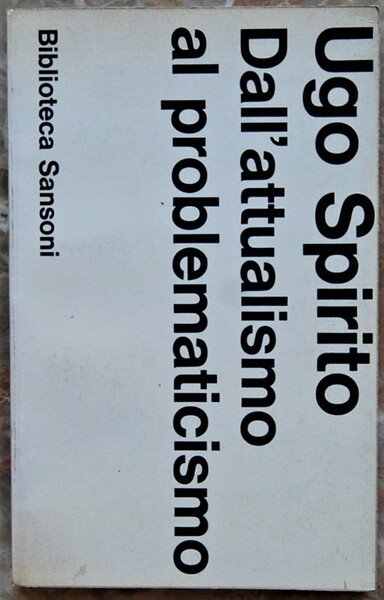 Ugo Spirito
Dall'attualismo
al problematicismo
Biblioteca Sansoni